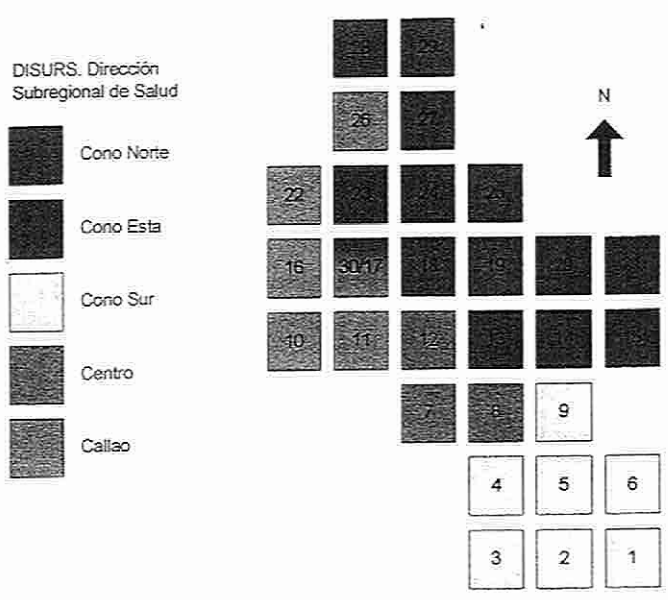 DISURS. Dirección
Subregional de Salud
Cono Norte
Cono Esta
Cono Sur
Centro
Callao
N
29
26 27
22 23 24 25
16 30/17 18 19
10 11 12
7 8 9
4 5 6
3 2 1